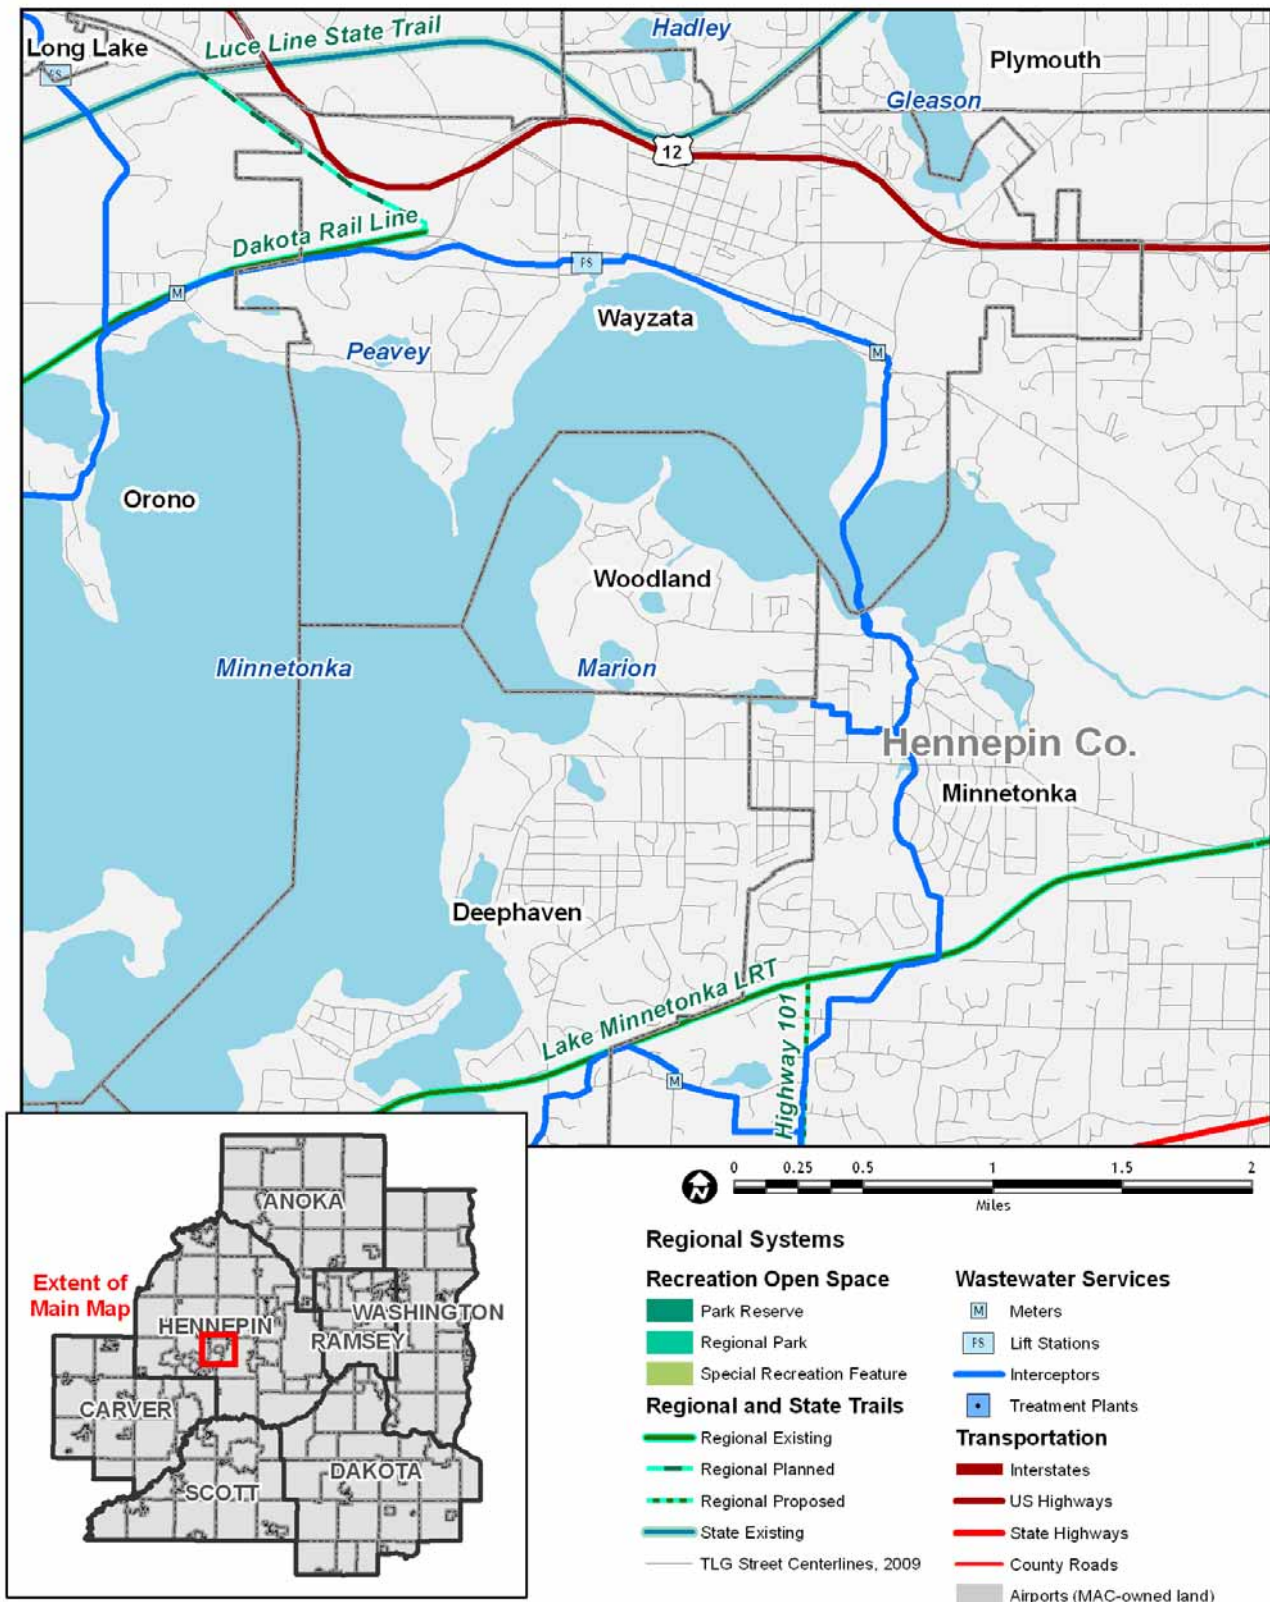 Long Lake
Luce Line State Trail
Hadley
Plymouth
Gleason
FS
12
Dakota Rail Line
FS
M
Wayzata
Peavey
M
Orono
Woodland
Minnetonka
Marion
Hennepin Co.
Minnetonka
Deephaven
Lake Minnetonka LRT
Highway 101
M
N
0 0.25 0.5 1 1.5 2
Miles
Extent of
Main Map
ANOKA
HENNEPIN
WASHINGTON
RAMSEY
CARVER
SCOTT
DAKOTA
Regional Systems
Recreation Open Space
Park Reserve
Regional Park
Special Recreation Feature
Regional and State Trails
Regional Existing
Regional Planned
Regional Proposed
State Existing
TLG Street Centerlines, 2009
Wastewater Services
M Meters
FS Lift Stations
Interceptors
Treatment Plants
Transportation
Interstates
US Highways
State Highways
County Roads
Airports (MAC-owned land)